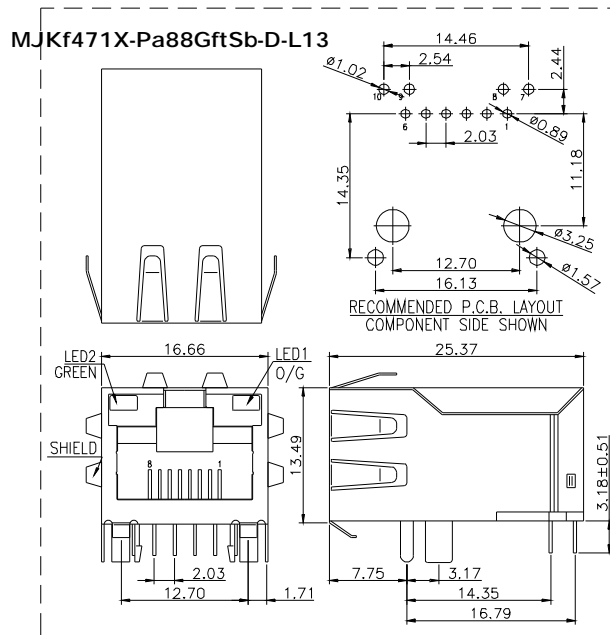 MJKf471X-Pa88GftSb-D-L13
14.46
2.54
2.44
ø1.02
10
9
8
7
6
1
ø0.89
2.03
14.35
11.18
ø3.25
12.70
ø1.57
16.13
RECOMMENDED P.C.B. LAYOUT
COMPONENT SIDE SHOWN
LED2
GREEN
16.66
LED1
O/G
SHIELD
8
1
13.49
2.03
12.70
1.71
25.37
3.18±0.51
7.75
3.17
14.35
16.79